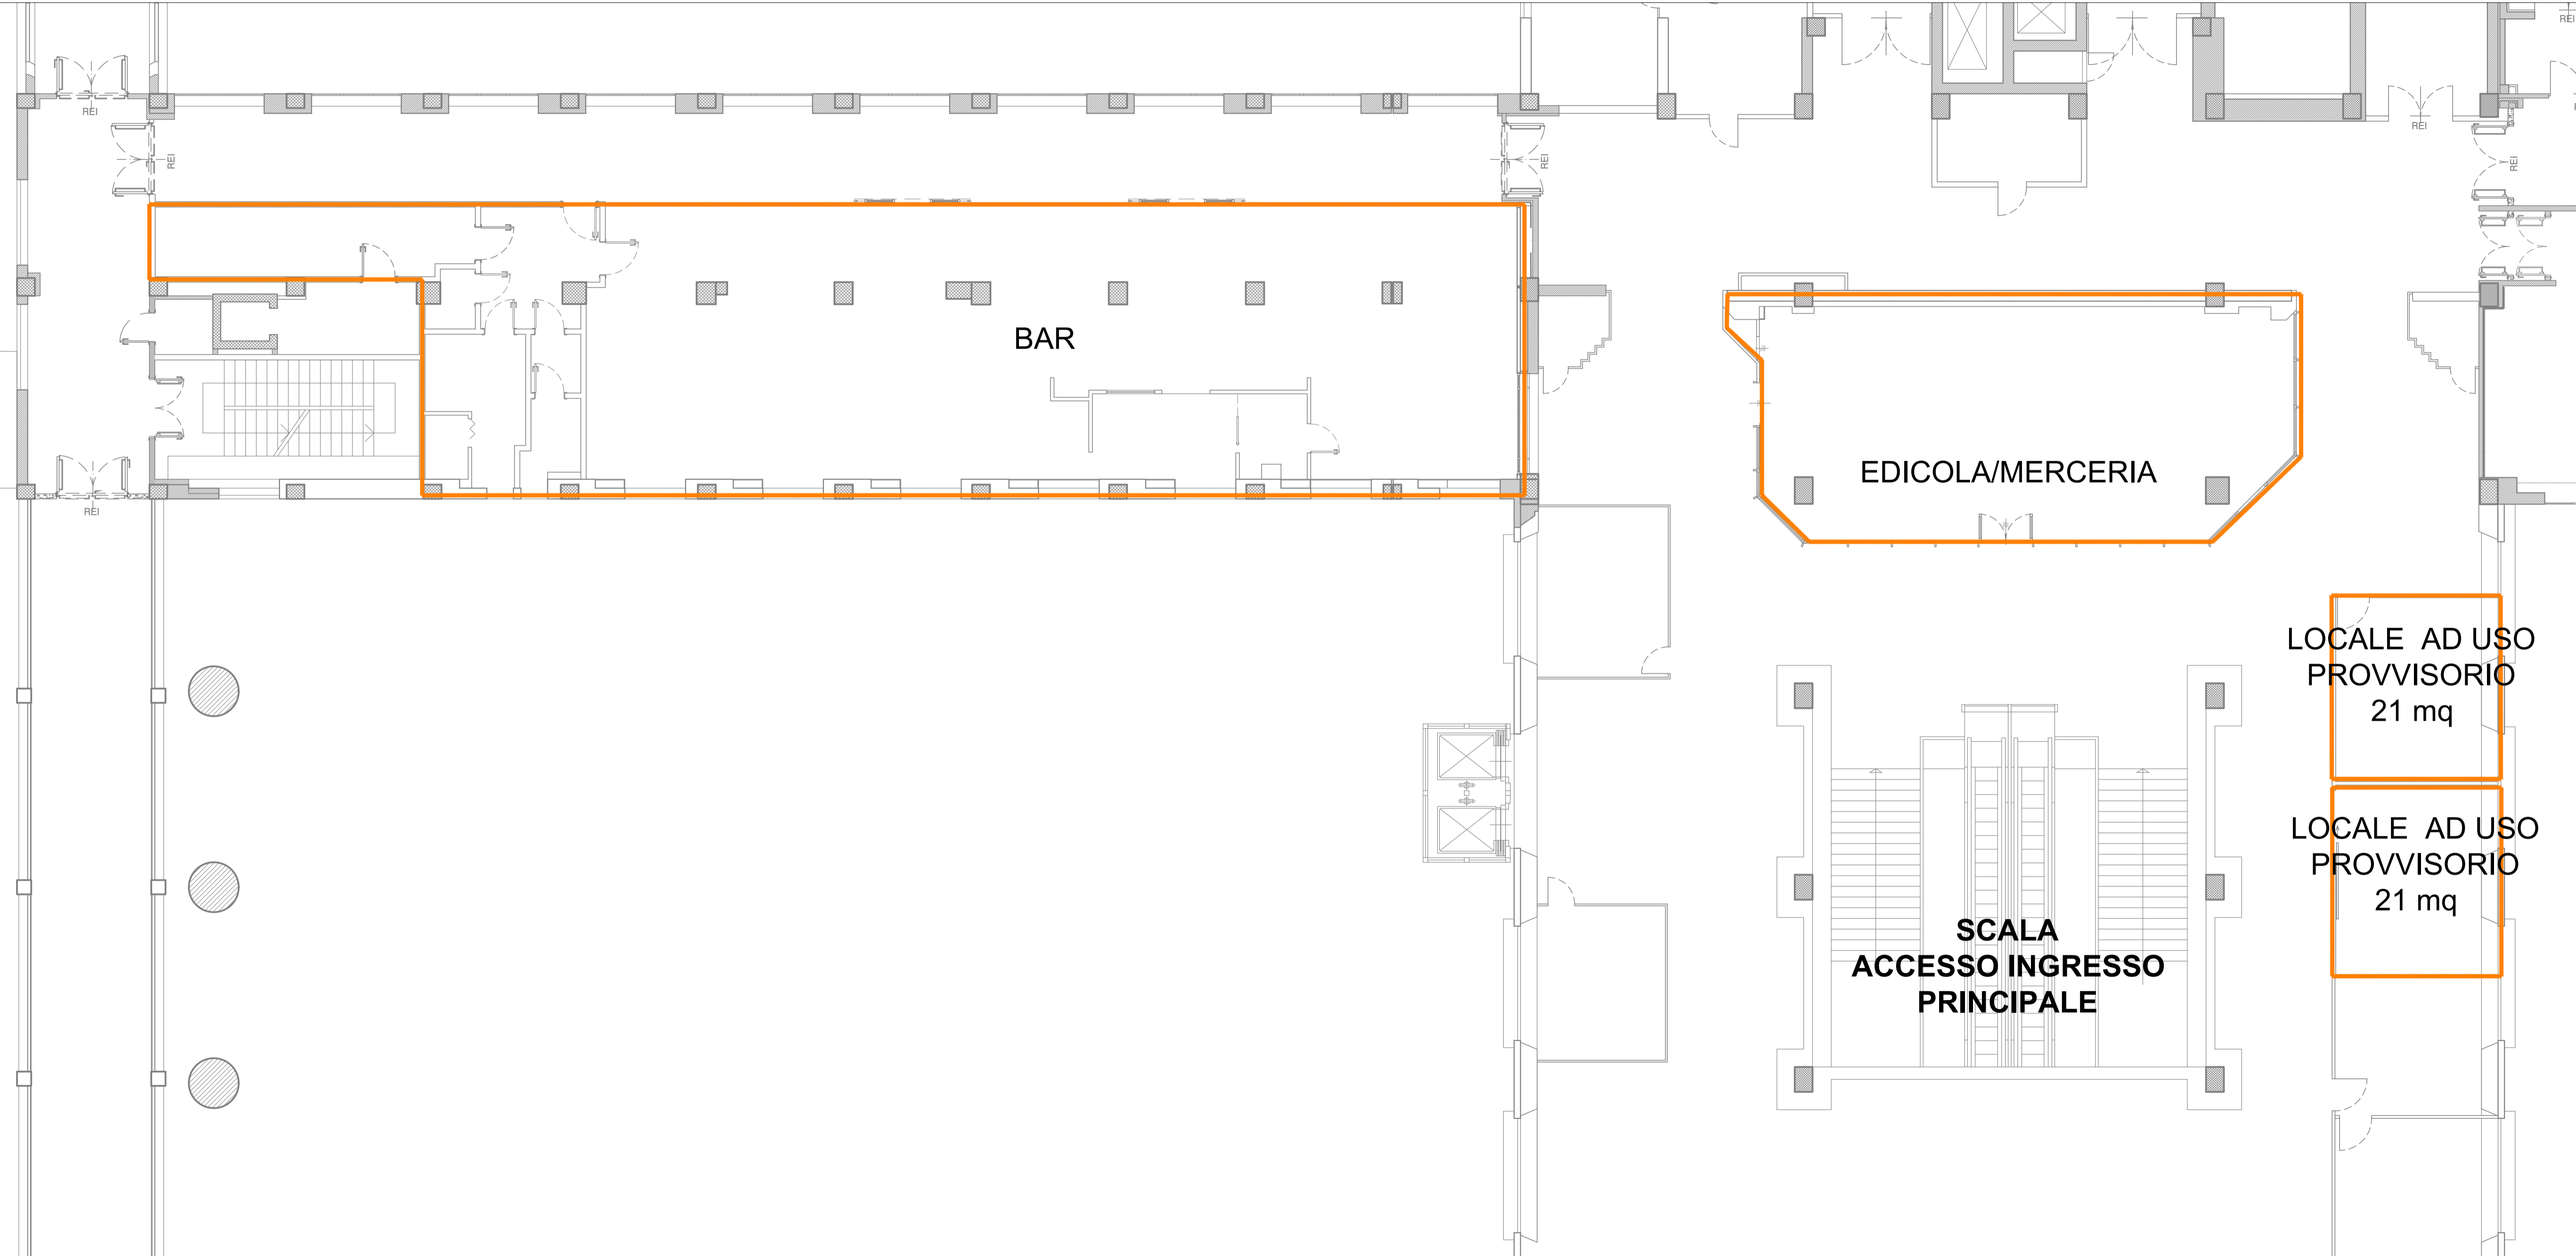 REI
REI
REI
REI
REI
REI
REI
REI
BAR
EDICOLA/MERCERIA
LOCALE AD USO
PROVVISORIO
21 mq
LOCALE AD USO
PROVVISORIO
21 mq
SCALA
ACCESSO INGRESSO
PRINCIPALE